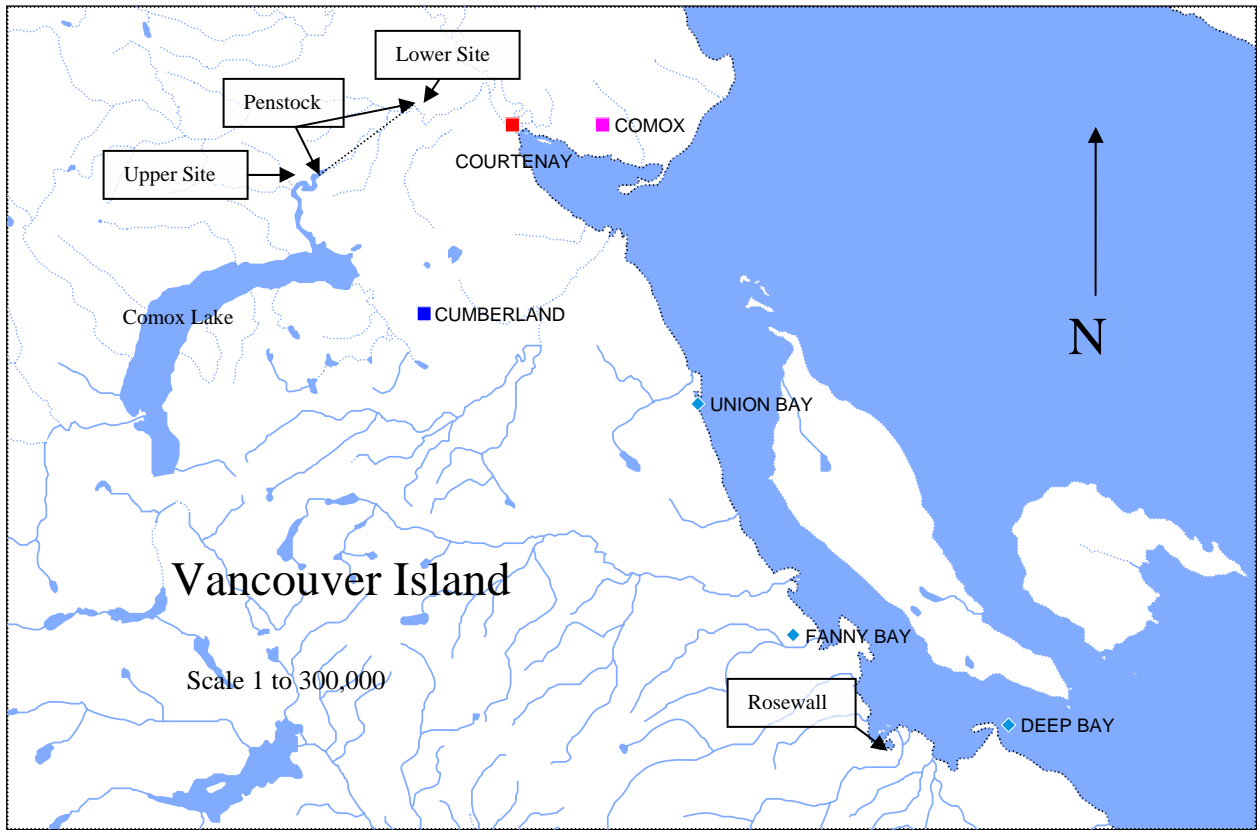 Lower Site
Penstock
COMOX
COURTENAY
Upper Site
Comox Lake
CUMBERLAND
N
UNION BAY
Vancouver Island
FANNY BAY
Scale 1 to 300,000
Rosewall
DEEP BAY